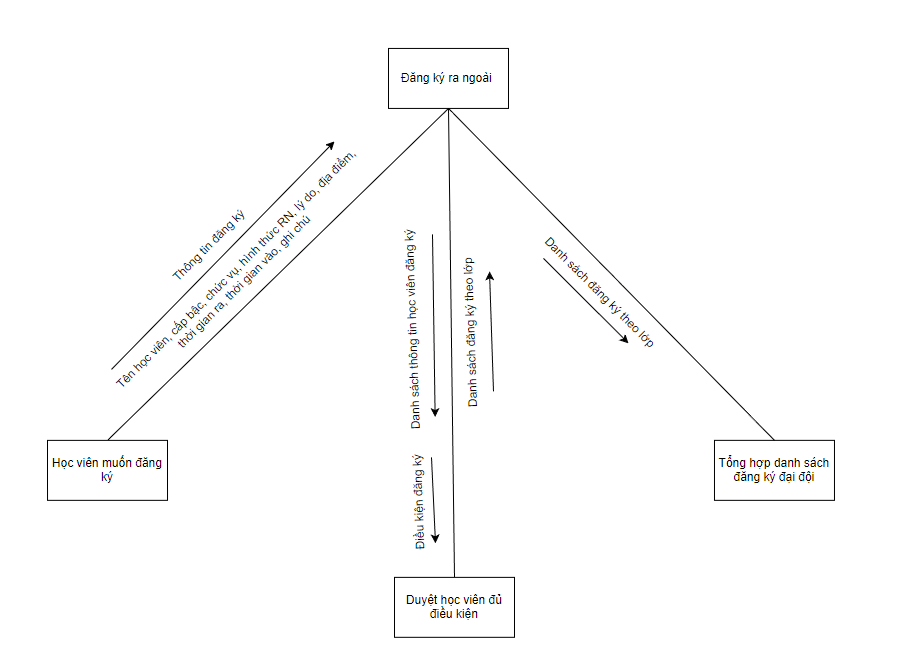 Đăng ký ra ngoài
Thông tin đăng ký
Tên học viên, cấp bậc, chức vụ, hình thức RN, lý do, địa điểm,
thời gian ra, thời gian vào, ghi chú
Danh sách thông tin học viên đăng ký
Danh sách đăng ký theo lớp
Danh sách đăng ký theo lớp
Điều kiện đăng ký
Học viên muốn đăng
ký
Tổng hợp danh sách
đăng ký đại đội
Duyệt học viên đủ
điều kiện